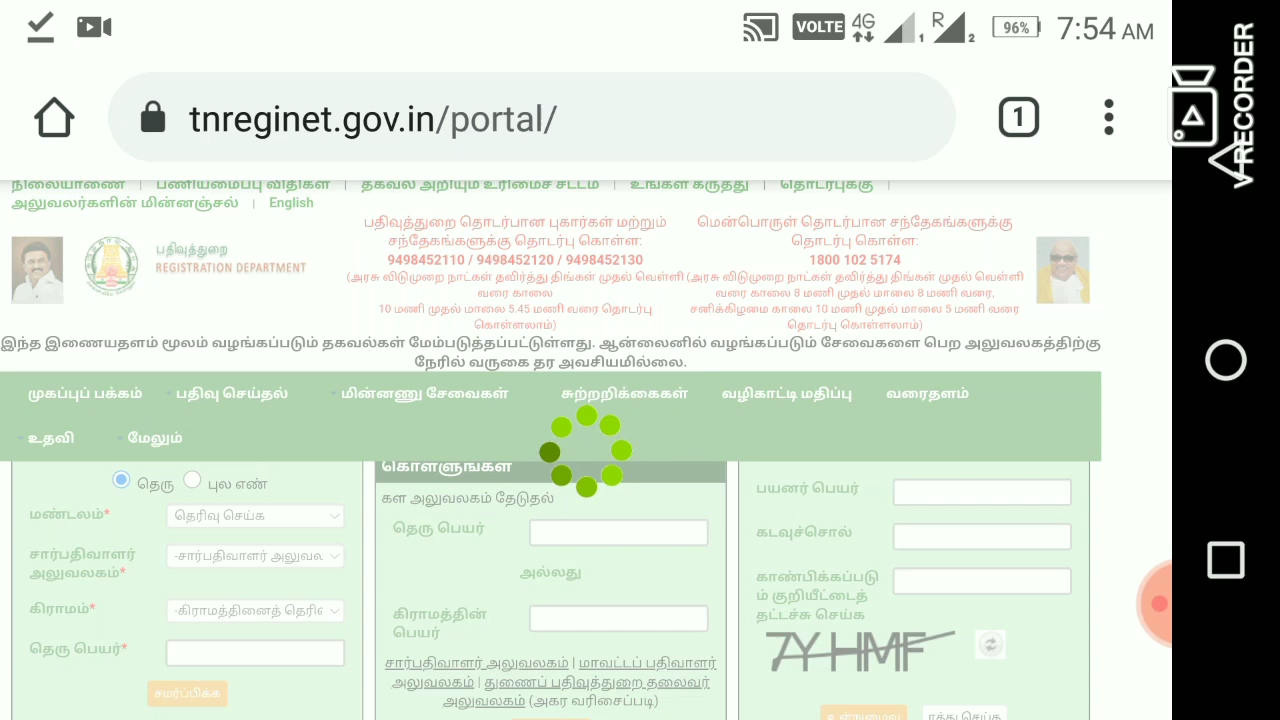 VOLTE 4G R 1 2 96% 7:54 AM
tnreginet.gov.in/portal/
1
VRECORDER
நிலையாணை | பணியமைப்பு விதிகள் | தகவல் அறியும் உரிமைச் சட்டம் | உங்கள் கருத்து | தொடர்புக்கு |
அலுவலர்களின் மின்னஞ்சல் | English
பதிவுத்துறை
REGISTRATION DEPARTMENT
பதிவுத்துறை தொடர்பான புகார்கள் மற்றும்
சந்தேகங்களுக்கு தொடர்பு கொள்ள:
9498452110 / 9498452120 / 9498452130
(அரசு விடுமுறை நாட்கள் தவிர்த்து திங்கள் முதல் வெள்ளி
வரை காலை
10 மணி முதல் மாலை 5.45 மணி வரை தொடர்பு
கொள்ளலாம்)
மென்பொருள் தொடர்பான சந்தேகங்களுக்கு
தொடர்பு கொள்ள:
1800 102 5174
(அரசு விடுமுறை நாட்கள் தவிர்த்து திங்கள் முதல் வெள்ளி
வரை காலை 8 மணி முதல் மாலை 8 மணி வரை,
சனிக்கிழமை காலை 10 மணி முதல் மாலை 5 மணி வரை
தொடர்பு கொள்ளலாம்)
இந்த இணையதளம் மூலம் வழங்கப்படும் தகவல்கள் மேம்படுத்தப்பட்டுள்ளது. ஆன்லைனில் வழங்கப்படும் சேவைகளை பெற அலுவலகத்திற்கு
நேரில் வருகை தர அவசியமில்லை.
முகப்புப் பக்கம் பதிவு செய்தல் மின்னணு சேவைகள் சுற்றறிக்கைகள் வழிகாட்டி மதிப்பு வரைதளம்
உதவி மேலும்
தெரு புல எண்
மண்டலம்* தெரிவு செய்க
சார்பதிவாளர்
அலுவலகம்*
-சார்பதிவாளர் அலுவல
கிராமம்* -கிராமத்தினைத் தெரி
தெரு பெயர்*
சமர்ப்பிக்க
கொள்ளுங்கள்
கள அலுவலகம் தேடுதல்
தெரு பெயர்
அல்லது
கிராமத்தின்
பெயர்
சார்பதிவாளர் அலுவலகம் | மாவட்டப் பதிவாளர்
அலுவலகம் | துணைப் பதிவுத்துறை தலைவர்
அலுவலகம் (அகர வரிசைப்படி)
பயனர் பெயர்
கடவுச்சொல்
காண்பிக்கப்படு
ம் குறியீட்டைத்
தட்டச்சு செய்க
7YHMF
உள்நுழைவு ரத்து செய்க